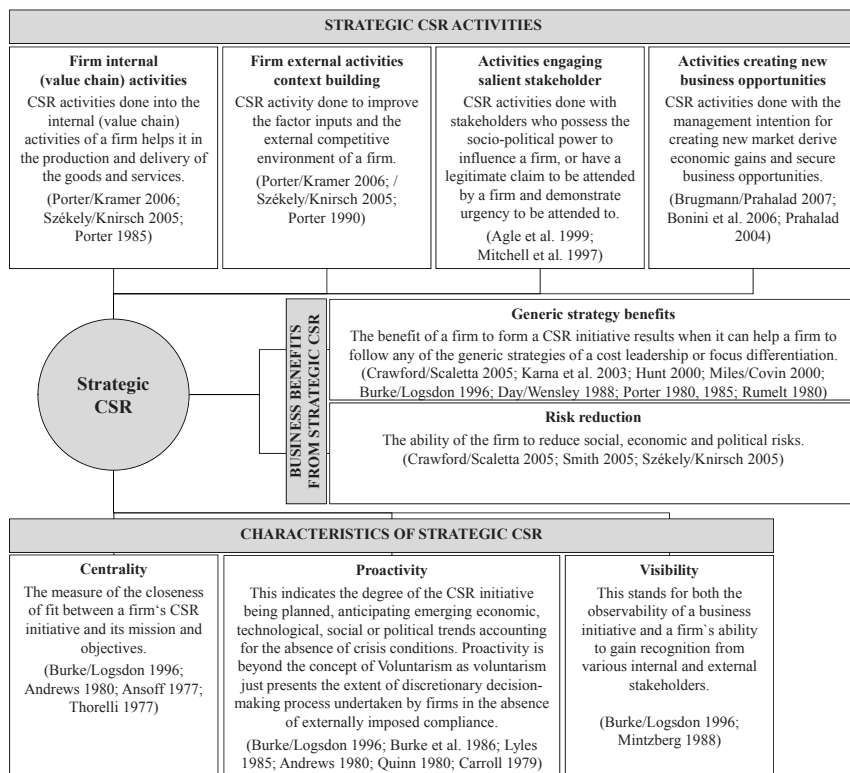 STRATEGIC CSR ACTIVITIES
Firm internal
(value chain) activities
CSR activities done into the
internal (value chain)
activities of a firm helps it in
the production and delivery of
the goods and services.
(Porter/Kramer 2006;
Székely/Knirsch 2005;
Porter 1985)
Firm external activities
context building
CSR activity done to improve
the factor inputs and the
external competitive
environment of a firm.
(Porter/Kramer 2006; /
Székely/Knirsch 2005;
Porter 1990)
Activities engaging
salient stakeholder
CSR activities done with
stakeholders who possess the
socio-political power to
influence a firm, or have a
legitimate claim to be attended
by a firm and demonstrate
urgency to be attended to.
(Agle et al. 1999;
Mitchell et al. 1997)
Activities creating new
business opportunities
CSR activities done with the
management intention for
creating new market derive
economic gains and secure
business opportunities.
(Brugmann/Prahalad 2007;
Bonini et al. 2006; Prahalad
2004)
Strategic
CSR
BUSINESS BENEFITS
FROM STRATEGIC CSR
Generic strategy benefits
The benefit of a firm to form a CSR initiative results when it can help a firm to
follow any of the generic strategies of a cost leadership or focus differentiation.
(Crawford/Scaletta 2005; Karna et al. 2003; Hunt 2000; Miles/Covin 2000;
Burke/Logsdon 1996; Day/Wensley 1988; Porter 1980, 1985; Rumelt 1980)
Risk reduction
The ability of the firm to reduce social, economic and political risks.
(Crawford/Scaletta 2005; Smith 2005; Székely/Knirsch 2005)
CHARACTERISTICS OF STRATEGIC CSR
Centrality
The measure of the closeness
of fit between a firm‘s CSR
initiative and its mission and
objectives.
(Burke/Logsdon 1996;
Andrews 1980; Ansoff 1977;
Thorelli 1977)
Proactivity
This indicates the degree of the CSR initiative
being planned, anticipating emerging economic,
technological, social or political trends accounting
for the absence of crisis conditions. Proactivity is
beyond the concept of Voluntarism as voluntarism
just presents the extent of discretionary decision-
making process undertaken by firms in the absence
of externally imposed compliance.
(Burke/Logsdon 1996; Burke et al. 1986; Lyles
1985; Andrews 1980; Quinn 1980; Carroll 1979)
Visibility
This stands for both the
observability of a business
initiative and a firm`s ability
to gain recognition from
various internal and external
stakeholders.
(Burke/Logsdon 1996;
Mintzberg 1988)